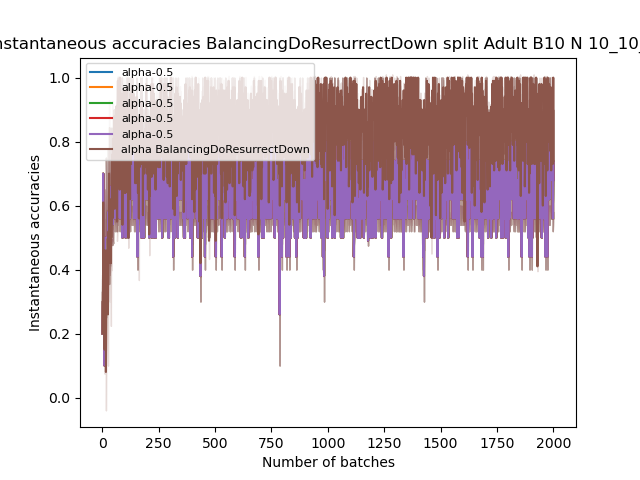 nstantaneous accuracies BalancingDoResurrectDown split Adult B10 N 10_10_
alpha-0.5
alpha-0.5
alpha-0.5
alpha-0.5
alpha-0.5
alpha BalancingDoResurrectDown
Instantaneous accuracies
1.0
0.8
0.6
0.4
0.2
0.0
0 250 500 750 1000 1250 1500 1750 2000
Number of batches